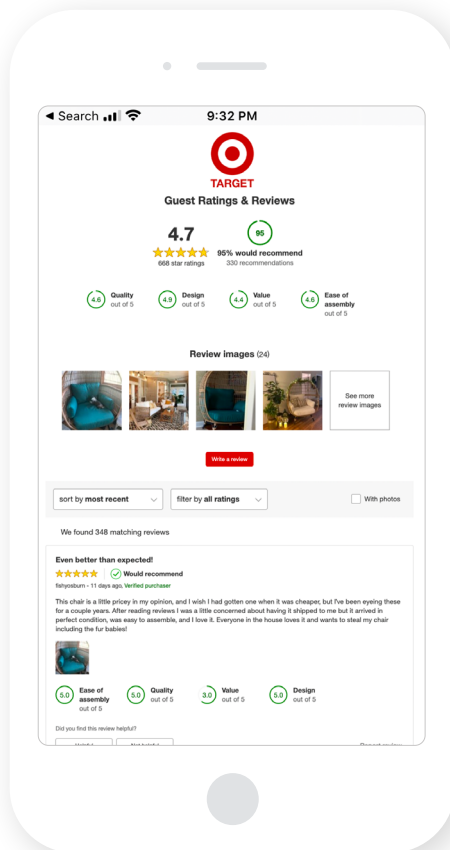 Search
9:32 PM
TARGET
Guest Ratings & Reviews
4.7
668 star ratings
95
95% would recommend
330 recommendations
4.6 Quality
out of 5
4.9 Design
out of 5
4.4 Value
out of 5
4.6 Ease of
assembly
out of 5
Review images (24)
See more
review images
Write a review
sort by most recent
filter by all ratings
With photos
We found 348 matching reviews
Even better than expected!
Would recommend
fishyosburn - 11 days ago, Verified purchaser
This chair is a little pricey in my opinion, and I wish I had gotten one when it was cheaper, but I've been eyeing these
for a couple years. After reading reviews I was a little concerned about having it shipped to me but it arrived in
perfect condition, was easy to assemble, and I love it. Everyone in the house loves it and wants to steal my chair
including the fur babies!
5.0 Ease of
assembly
out of 5
5.0 Quality
out of 5
3.0 Value
out of 5
5.0 Design
out of 5
Did you find this review helpful?